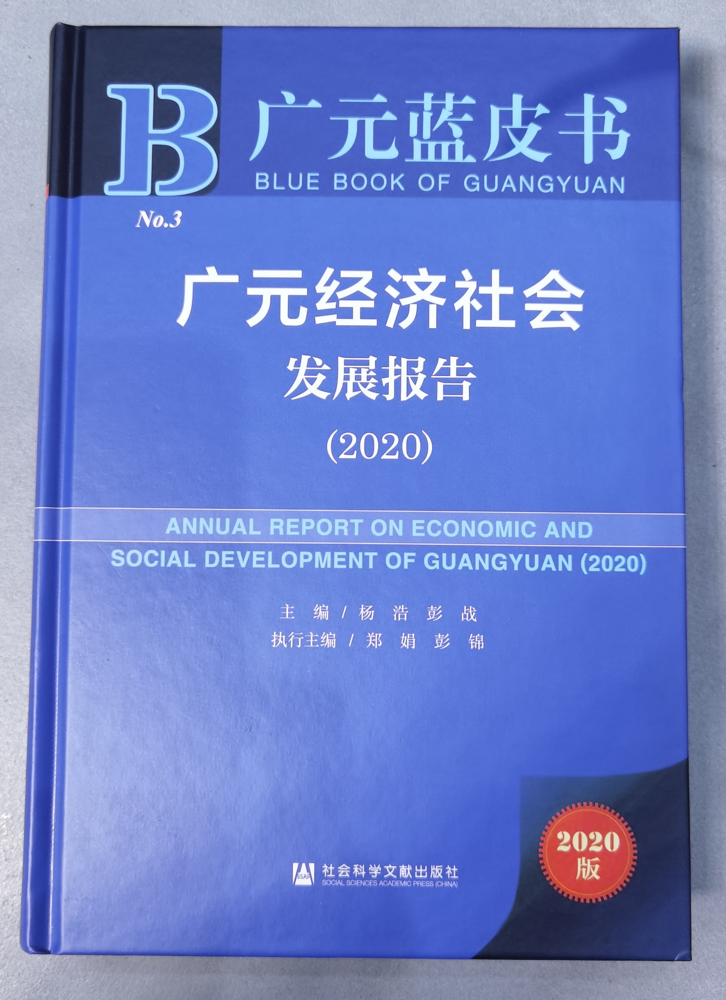 B
广元蓝皮书
BLUE BOOK OF GUANGYUAN
No.3
广元经济社会
发展报告
(2020)
ANNUAL REPORT ON ECONOMIC AND
SOCIAL DEVELOPMENT OF GUANGYUAN (2020)
主 编 / 杨 浩 彭 战
执行主编 / 郑 娟 彭 锦
2020
版
SSAP
社会科学文献出版社
SOCIAL SCIENCES ACADEMIC PRESS (CHINA)